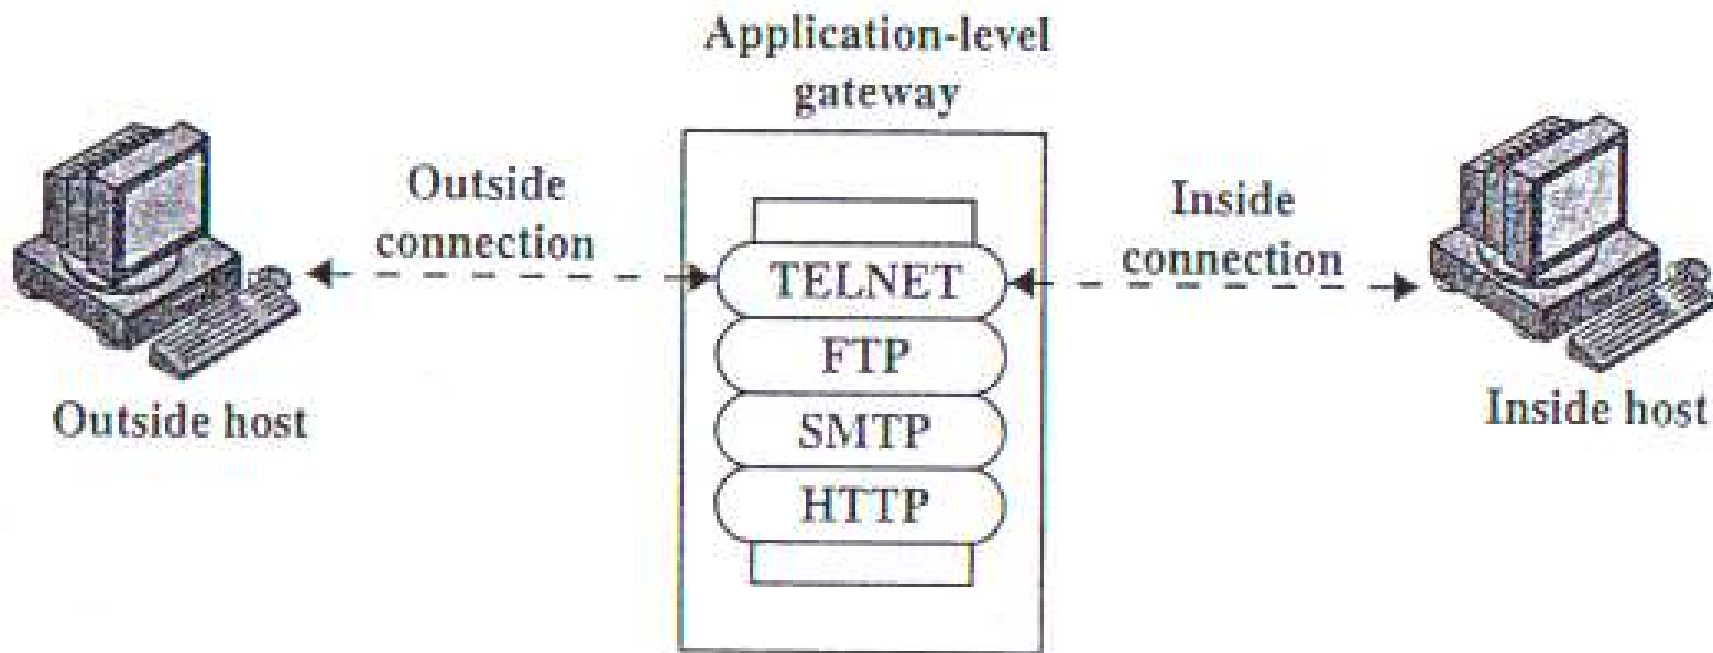 Application-level
gateway
Outside
connection
Inside
connection
TELNET
FTP
SMTP
HTTP
Outside host
Inside host